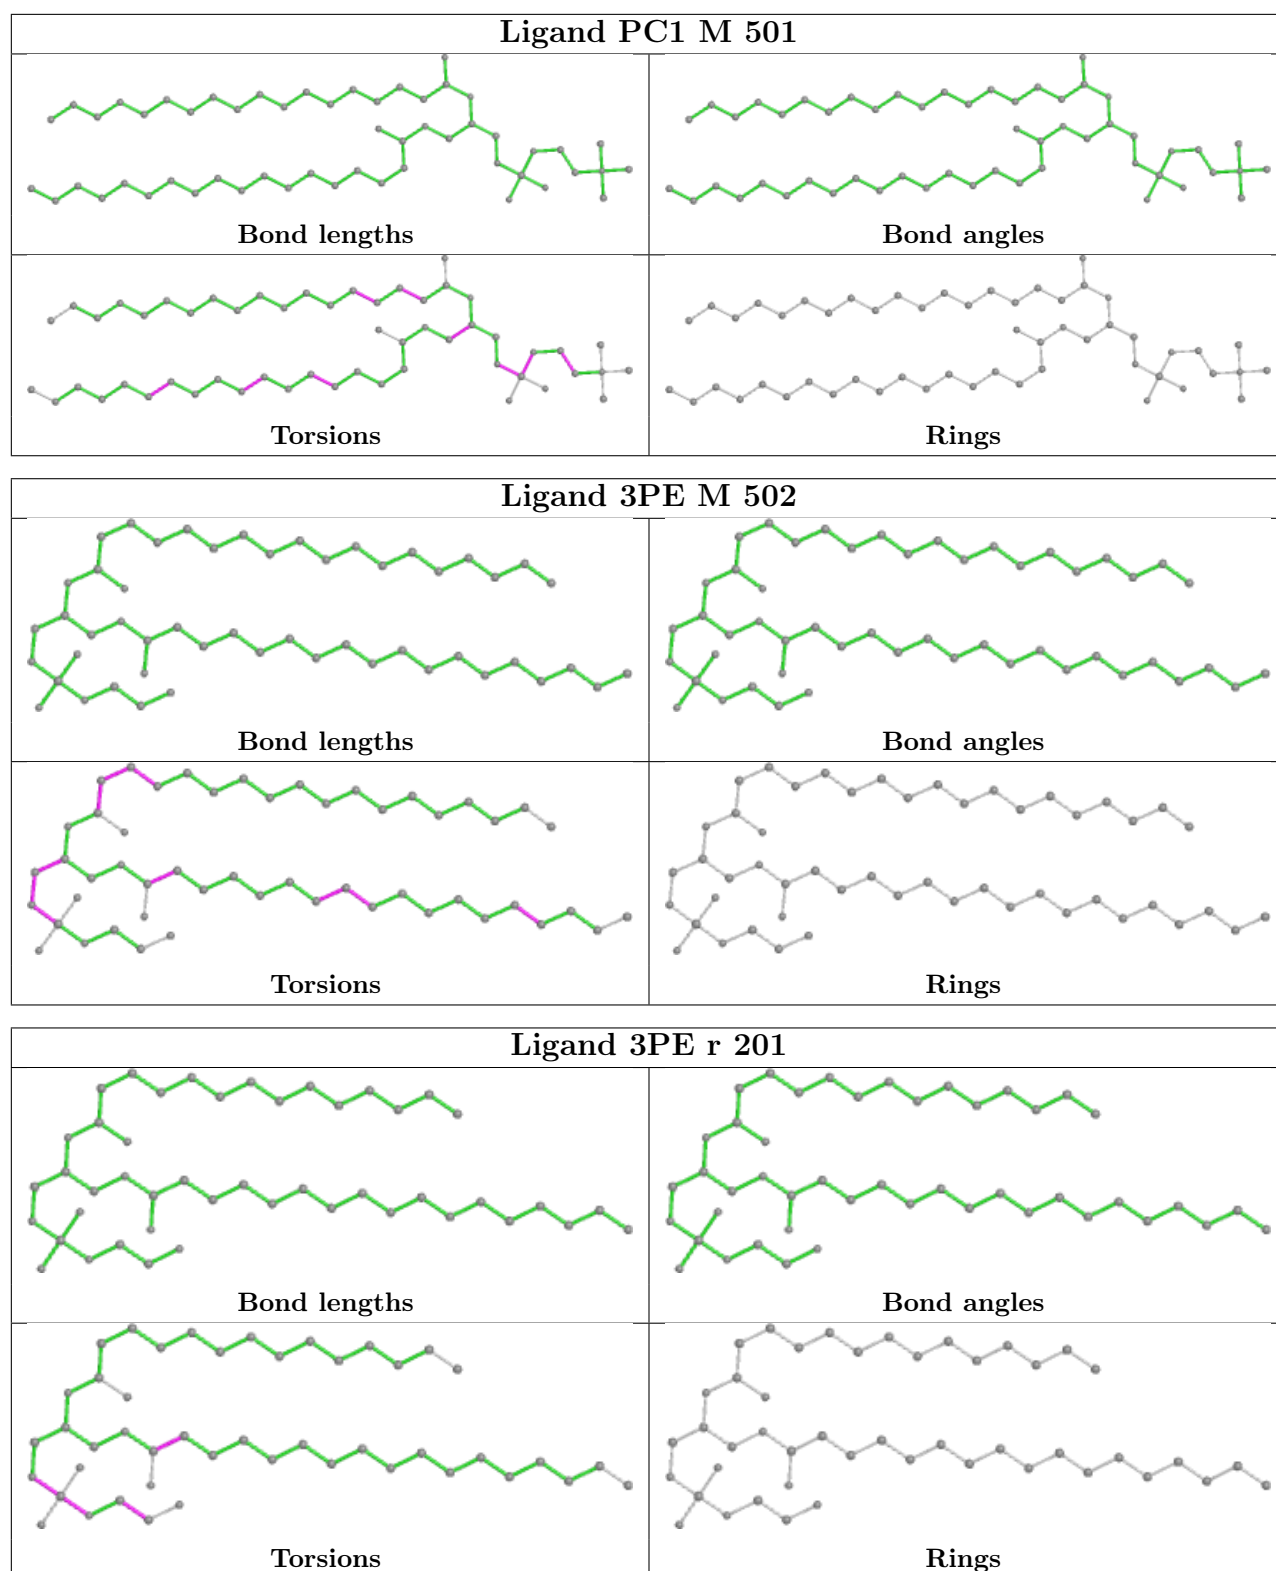 Ligand PC1 M 501
Bond lengths
Bond angles
Torsions
Rings
Ligand 3PE M 502
Bond lengths
Bond angles
Torsions
Rings
Ligand 3PE r 201
Bond lengths
Bond angles
Torsions
Rings